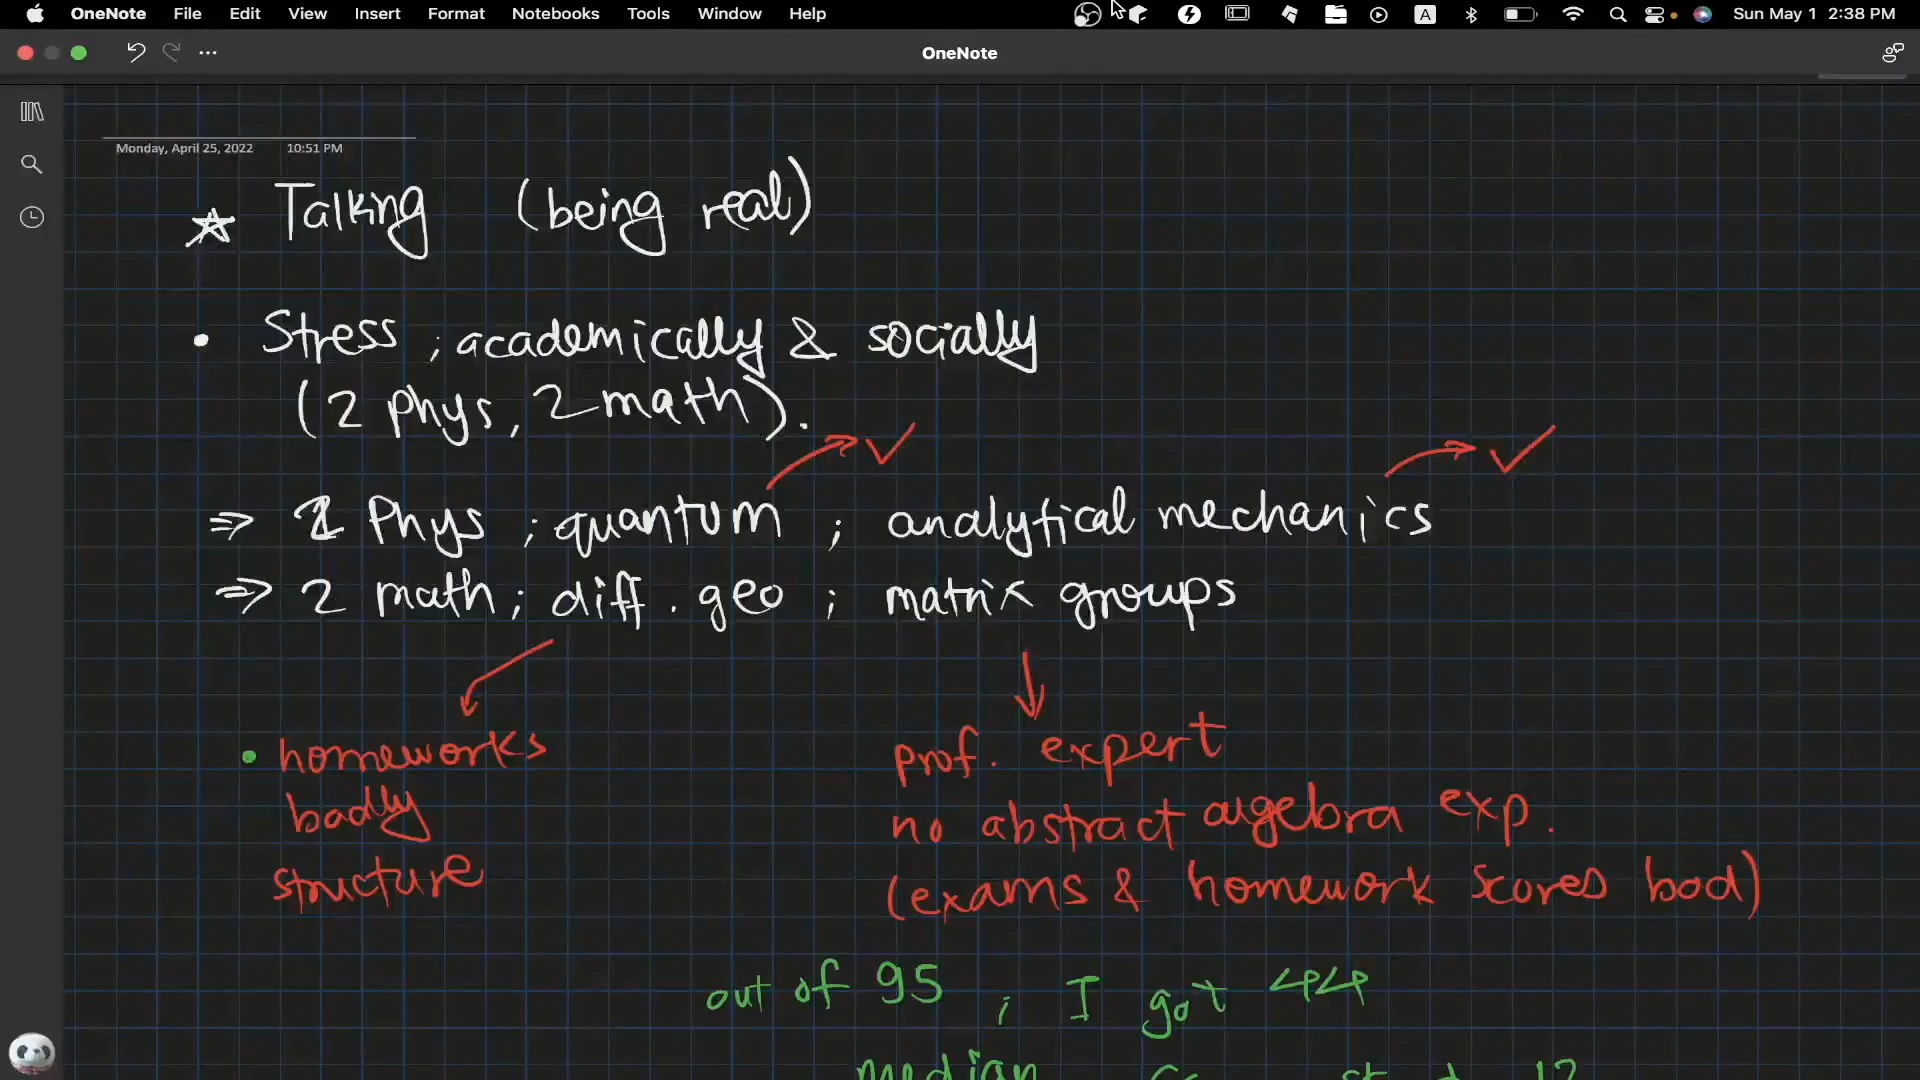 OneNote File Edit View Insert Format Notebooks Tools Window Help A Sun May 1 2:38 PM
OneNote
Monday, April 25, 2022 10:51 PM
Talking (being real)
• Stress ; academically & socially
(2 phys, 2 math).
⇒ 2 Phys ; quantum ; analytical mechanics
⇒ 2 math ; diff. geo ; matrix groups
• homeworks
badly
structure
prof. expert
no abstract algebra exp.
(exams & homework scores bad)
out of 95 ; I got 44
median